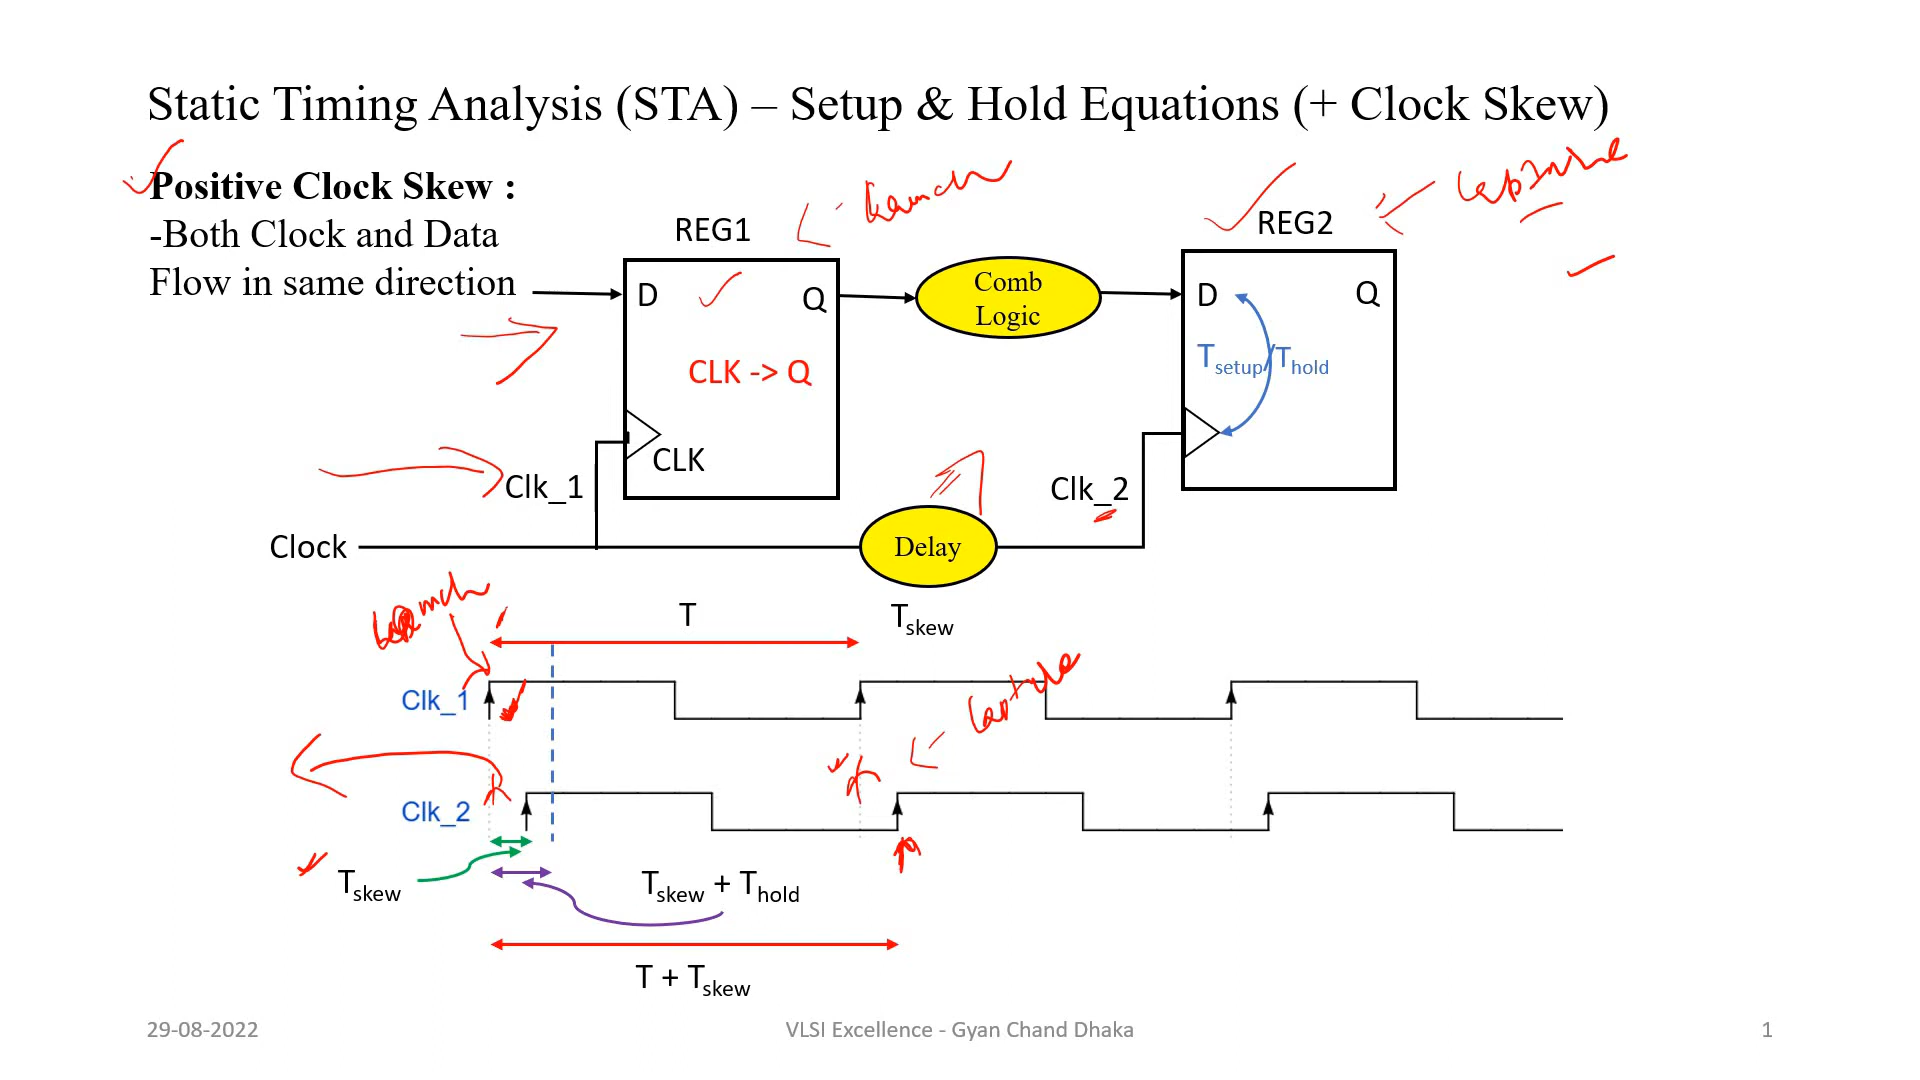 Static Timing Analysis (STA) – Setup & Hold Equations (+ Clock Skew)
Positive Clock Skew :
-Both Clock and Data
Flow in same direction
REG1
launch
REG2
capture
D
Q
CLK -> Q
CLK
Comb
Logic
D
Q
Tsetup/Thold
Clk_1
Clk_2
Clock
Delay
launch
T
Tskew
Clk_1
capture
Clk_2
Tskew
Tskew + Thold
T + Tskew
29-08-2022
VLSI Excellence - Gyan Chand Dhaka
1